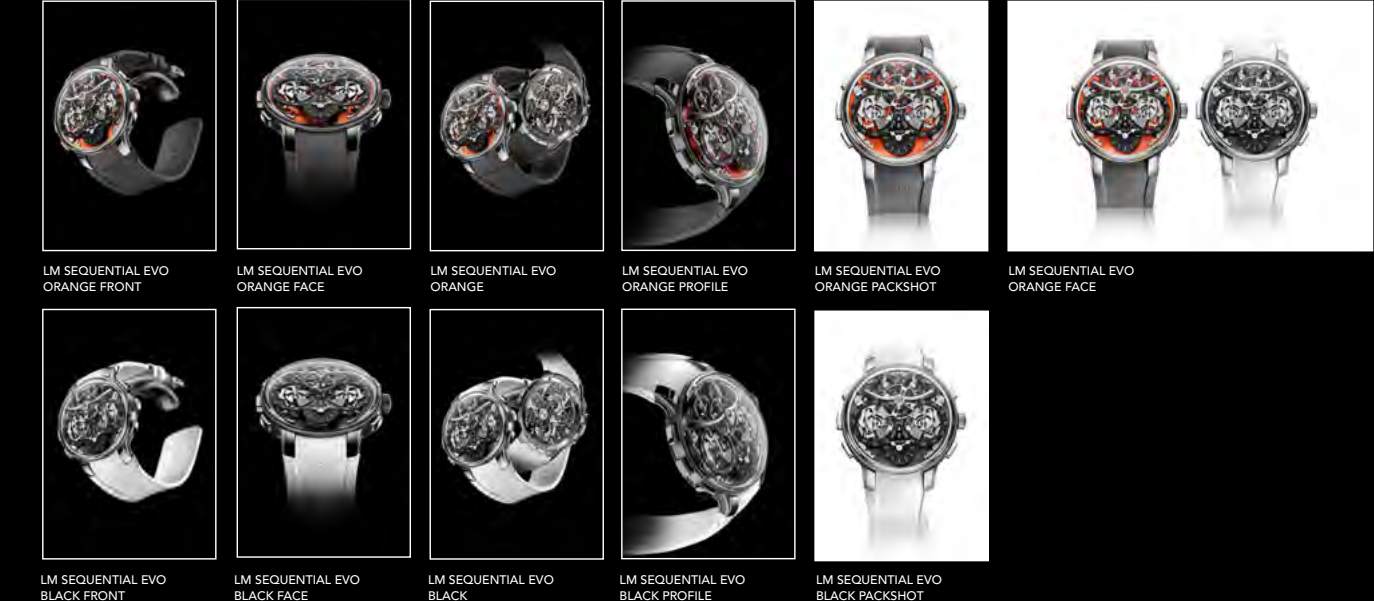 LM SEQUENTIAL EVO
ORANGE FRONT
LM SEQUENTIAL EVO
ORANGE FACE
LM SEQUENTIAL EVO
ORANGE
LM SEQUENTIAL EVO
ORANGE PROFILE
LM SEQUENTIAL EVO
ORANGE PACKSHOT
LM SEQUENTIAL EVO
ORANGE FACE
LM SEQUENTIAL EVO
BLACK FRONT
LM SEQUENTIAL EVO
BLACK FACE
LM SEQUENTIAL EVO
BLACK
LM SEQUENTIAL EVO
BLACK PROFILE
LM SEQUENTIAL EVO
BLACK PACKSHOT